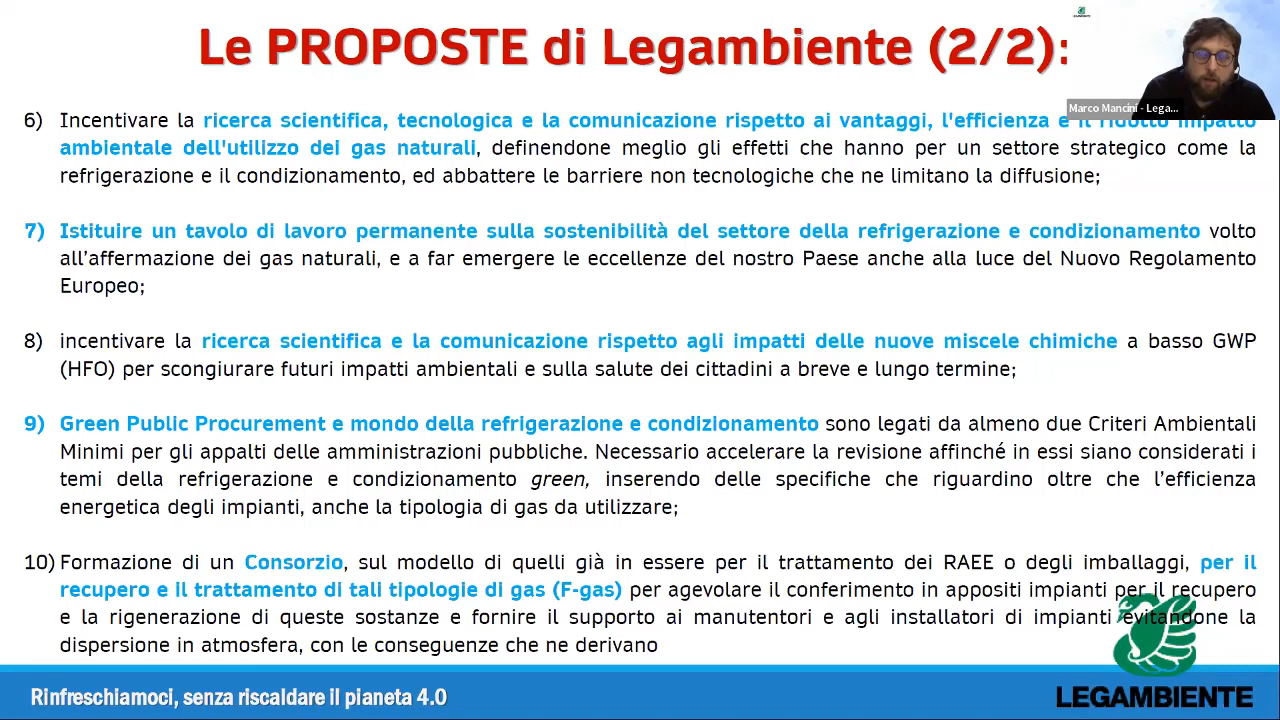 Le PROPOSTE di Legambiente (2/2):
Marco Mancini - Lega...
6) Incentivare la ricerca scientifica, tecnologica e la comunicazione rispetto ai vantaggi, l'efficienza e il ridotto impatto
ambientale dell'utilizzo dei gas naturali, definendone meglio gli effetti che hanno per un settore strategico come la
refrigerazione e il condizionamento, ed abbattere le barriere non tecnologiche che ne limitano la diffusione;
7) Istituire un tavolo di lavoro permanente sulla sostenibilità del settore della refrigerazione e condizionamento volto
all’affermazione dei gas naturali, e a far emergere le eccellenze del nostro Paese anche alla luce del Nuovo Regolamento
Europeo;
8) incentivare la ricerca scientifica e la comunicazione rispetto agli impatti delle nuove miscele chimiche a basso GWP
(HFO) per scongiurare futuri impatti ambientali e sulla salute dei cittadini a breve e lungo termine;
9) Green Public Procurement e mondo della refrigerazione e condizionamento sono legati da almeno due Criteri Ambientali
Minimi per gli appalti delle amministrazioni pubbliche. Necessario accelerare la revisione affinché in essi siano considerati i
temi della refrigerazione e condizionamento green, inserendo delle specifiche che riguardino oltre che l’efficienza
energetica degli impianti, anche la tipologia di gas da utilizzare;
10) Formazione di un Consorzio, sul modello di quelli già in essere per il trattamento dei RAEE o degli imballaggi, per il
recupero e il trattamento di tali tipologie di gas (F-gas) per agevolare il conferimento in appositi impianti per il recupero
e la rigenerazione di queste sostanze e fornire il supporto ai manutentori e agli installatori di impianti evitandone la
dispersione in atmosfera, con le conseguenze che ne derivano
Rinfreschiamoci, senza riscaldare il pianeta 4.0
LEGAMBIENTE